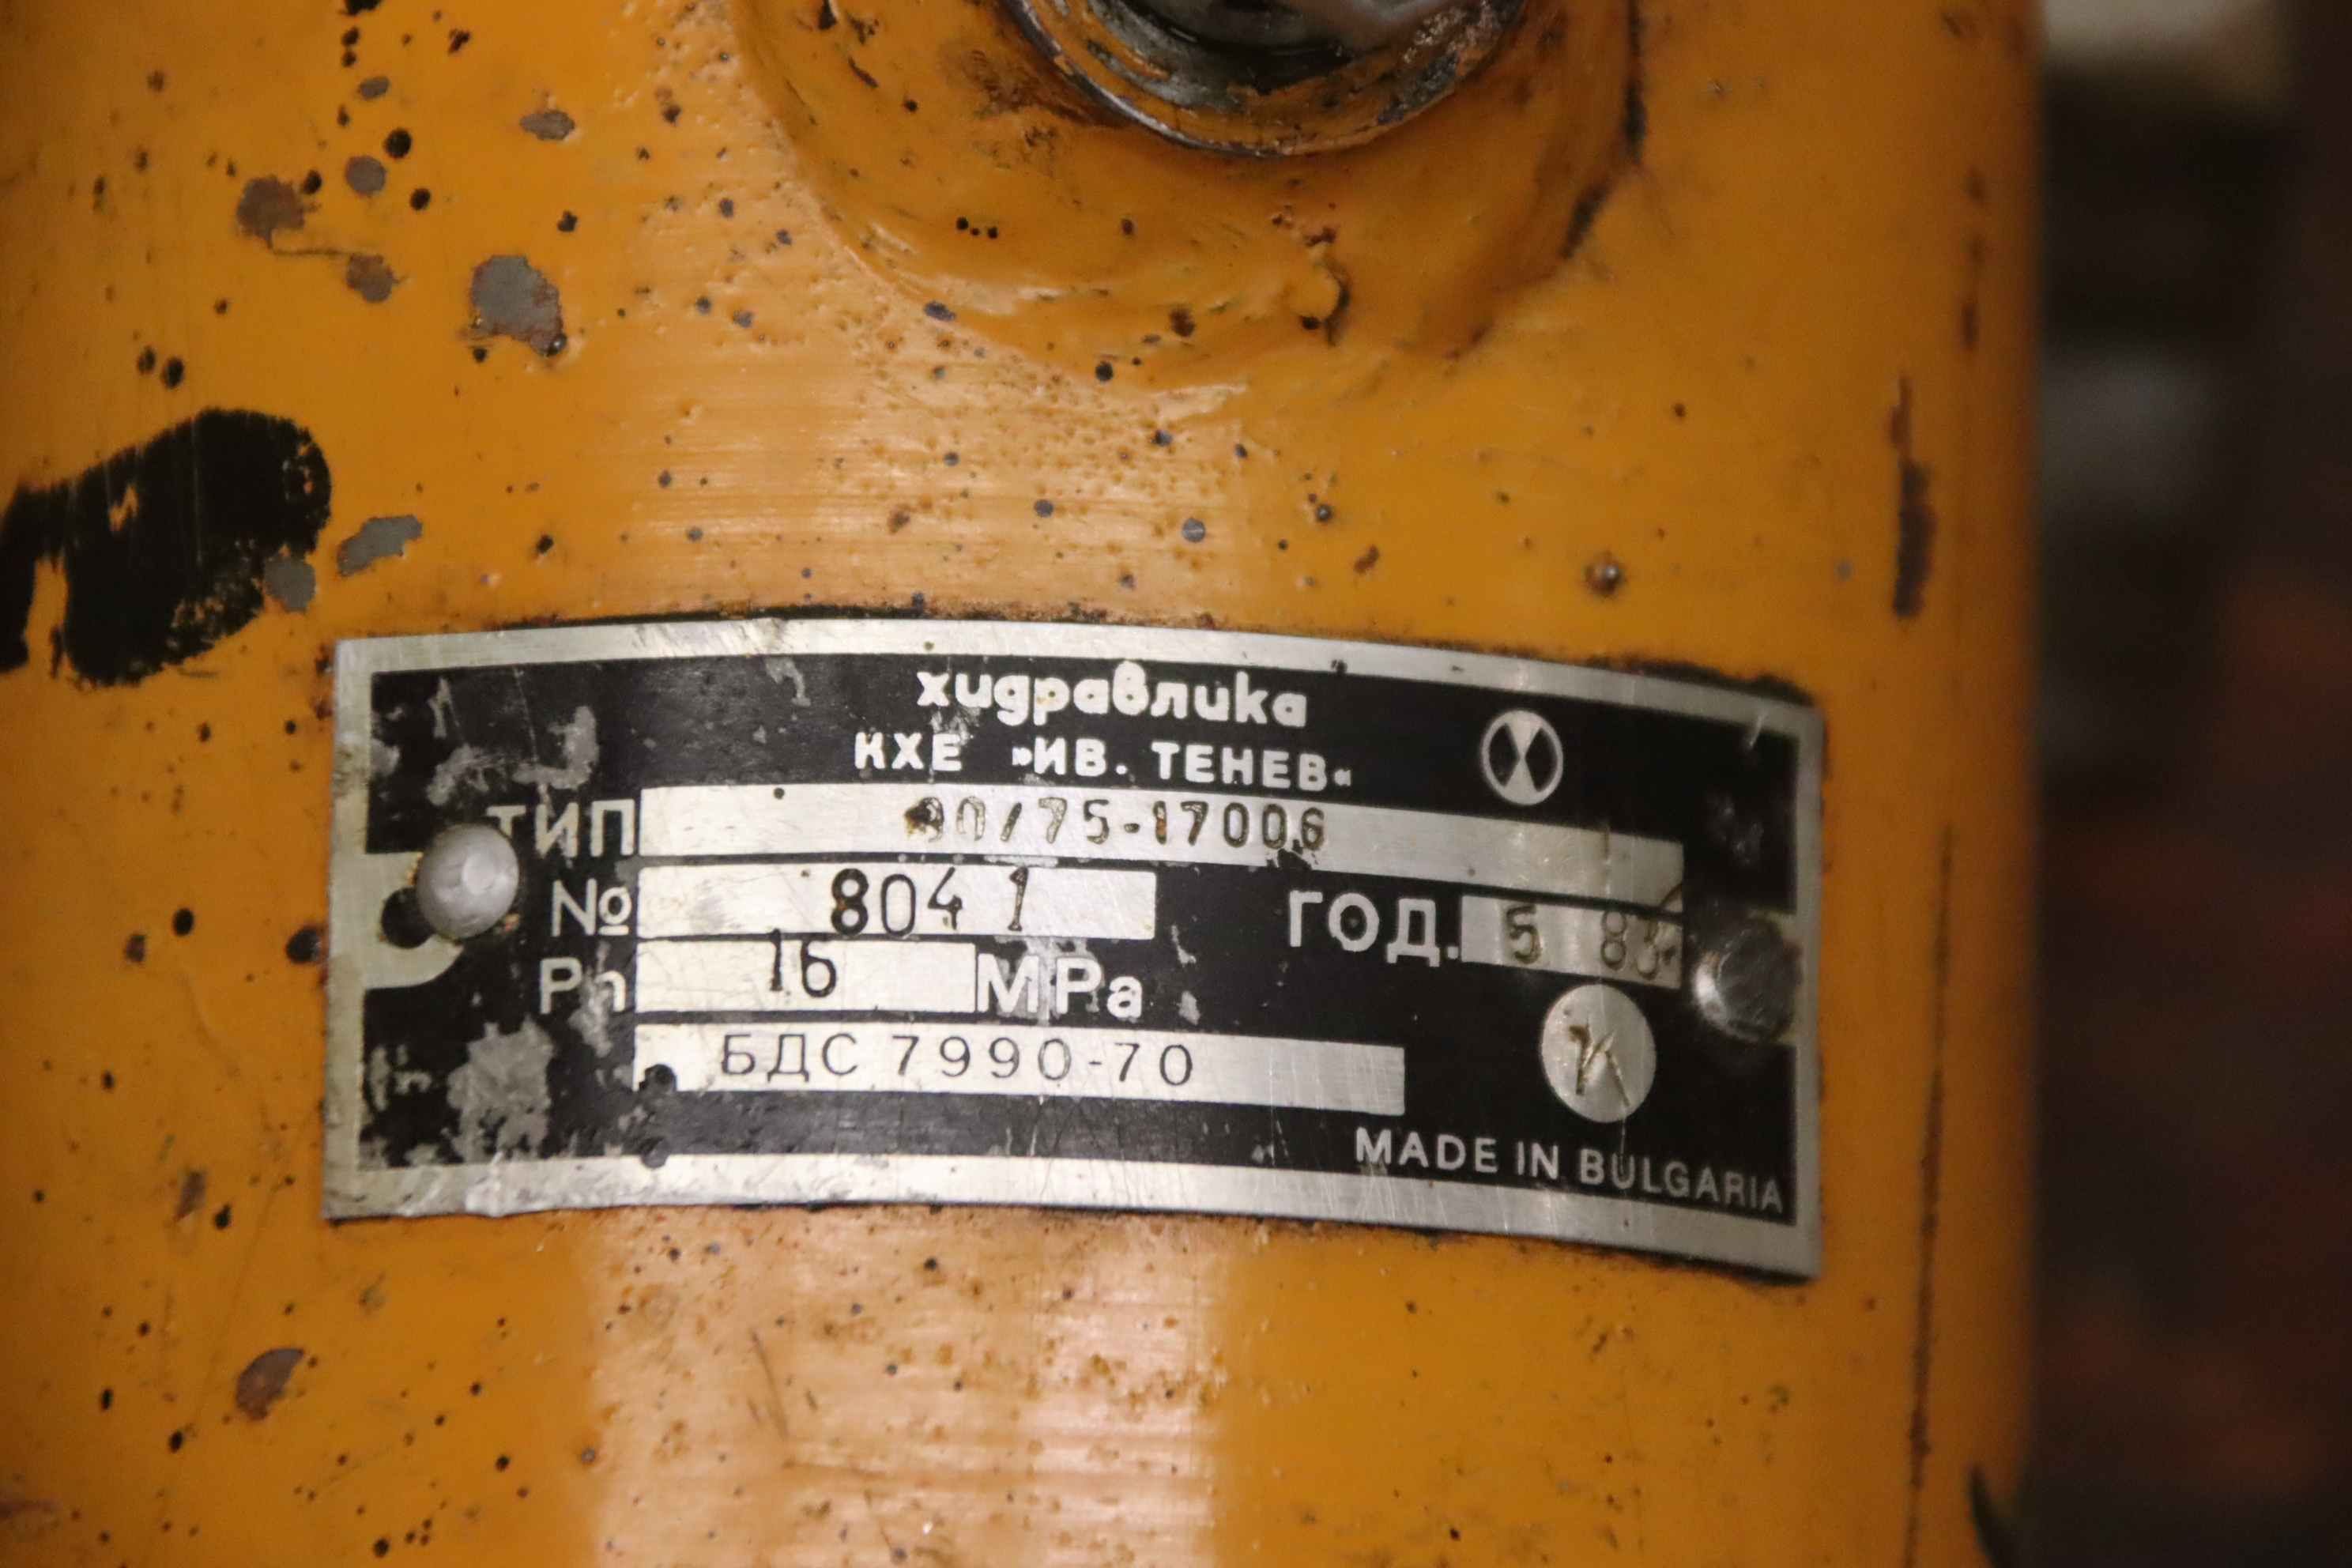 хидравлика
КХЕ »ИВ. ТЕНЕВ«
ТИП 90/75-17006
№ 804 1 ГОД. 5 83
Pn 16 MPa
БДС 7990-70
MADE IN BULGARIA